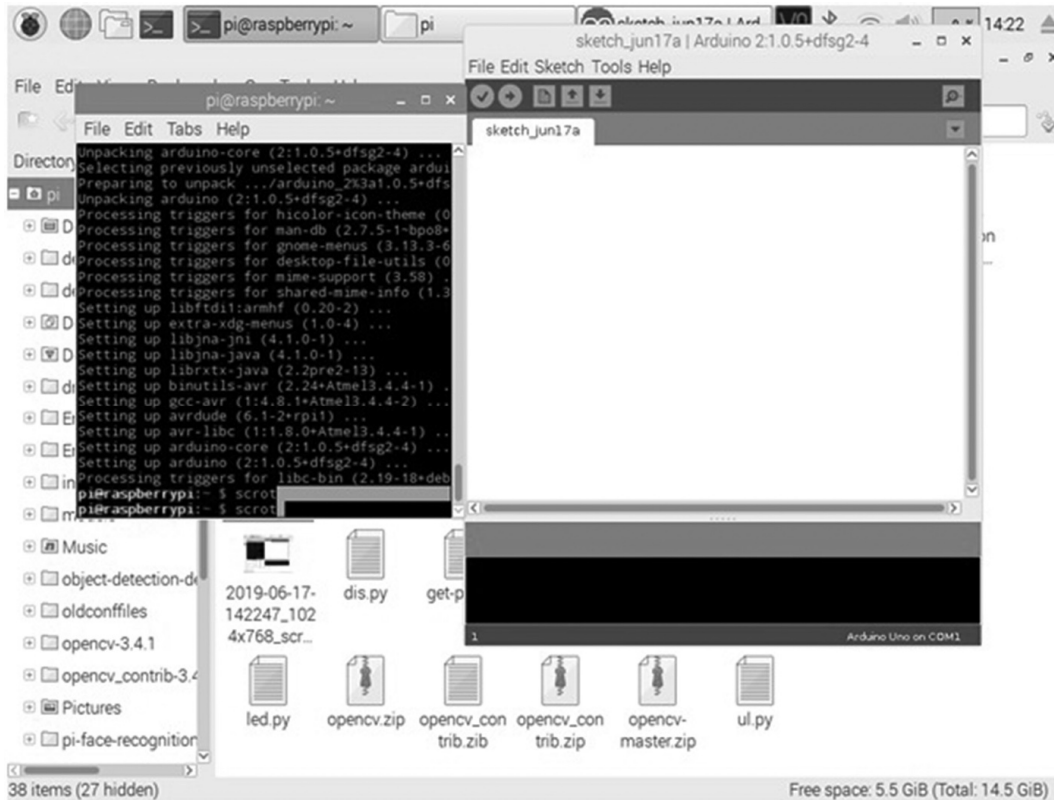 pi@raspberrypi: ~
pi
sketch_jun17a | Ard
14:22
File Edit View
Help
Directory
pi
Music
object-detection-de
oldconffiles
opencv-3.4.1
opencv_contrib-3.4
Pictures
pi-face-recognition
pi@raspberrypi: ~
File Edit Tabs Help
Unpacking arduino-core (2:1.0.5+dfsg2-4) ...
Selecting previously unselected package ardui
Preparing to unpack .../arduino_2%3a1.0.5+dfs
Unpacking arduino (2:1.0.5+dfsg2-4) ...
Processing triggers for hicolor-icon-theme (0
Processing triggers for man-db (2.7.5-1~bpo8+
Processing triggers for gnome-menus (3.13.3-6
Processing triggers for desktop-file-utils (0
Processing triggers for mime-support (3.58) .
Processing triggers for shared-mime-info (1.3
Setting up libftdi1:armhf (0.20-2) ...
Setting up extra-xdg-menus (1.0-4) ...
Setting up libjna-jni (4.1.0-1) ...
Setting up libjna-java (4.1.0-1) ...
Setting up librxtx-java (2.2pre2-13) ...
Setting up binutils-avr (2.24+Atmel3.4.4-1) .
Setting up gcc-avr (1:4.8.1+Atmel3.4.4-2) ...
Setting up avrdude (6.1-2+rpi1) ...
Setting up avr-libc (1:1.8.0+Atmel3.4.4-1) ..
Setting up arduino-core (2:1.0.5+dfsg2-4) ...
Setting up arduino (2:1.0.5+dfsg2-4) ...
Processing triggers for libc-bin (2.19-18+deb
pi@raspberrypi:~ $ scrot
pi@raspberrypi:~ $ scrot
sketch_jun17a | Arduino 2:1.0.5+dfsg2-4
File Edit Sketch Tools Help
sketch_jun17a
1
Arduino Uno on COM1
on
2019-06-17-
142247_102
4x768_scr...
dis.py
get-p
led.py
opencv.zip
opencv_con
trib.zib
opencv_con
trib.zip
opencv-
master.zip
ul.py
38 items (27 hidden)
Free space: 5.5 GiB (Total: 14.5 GiB)